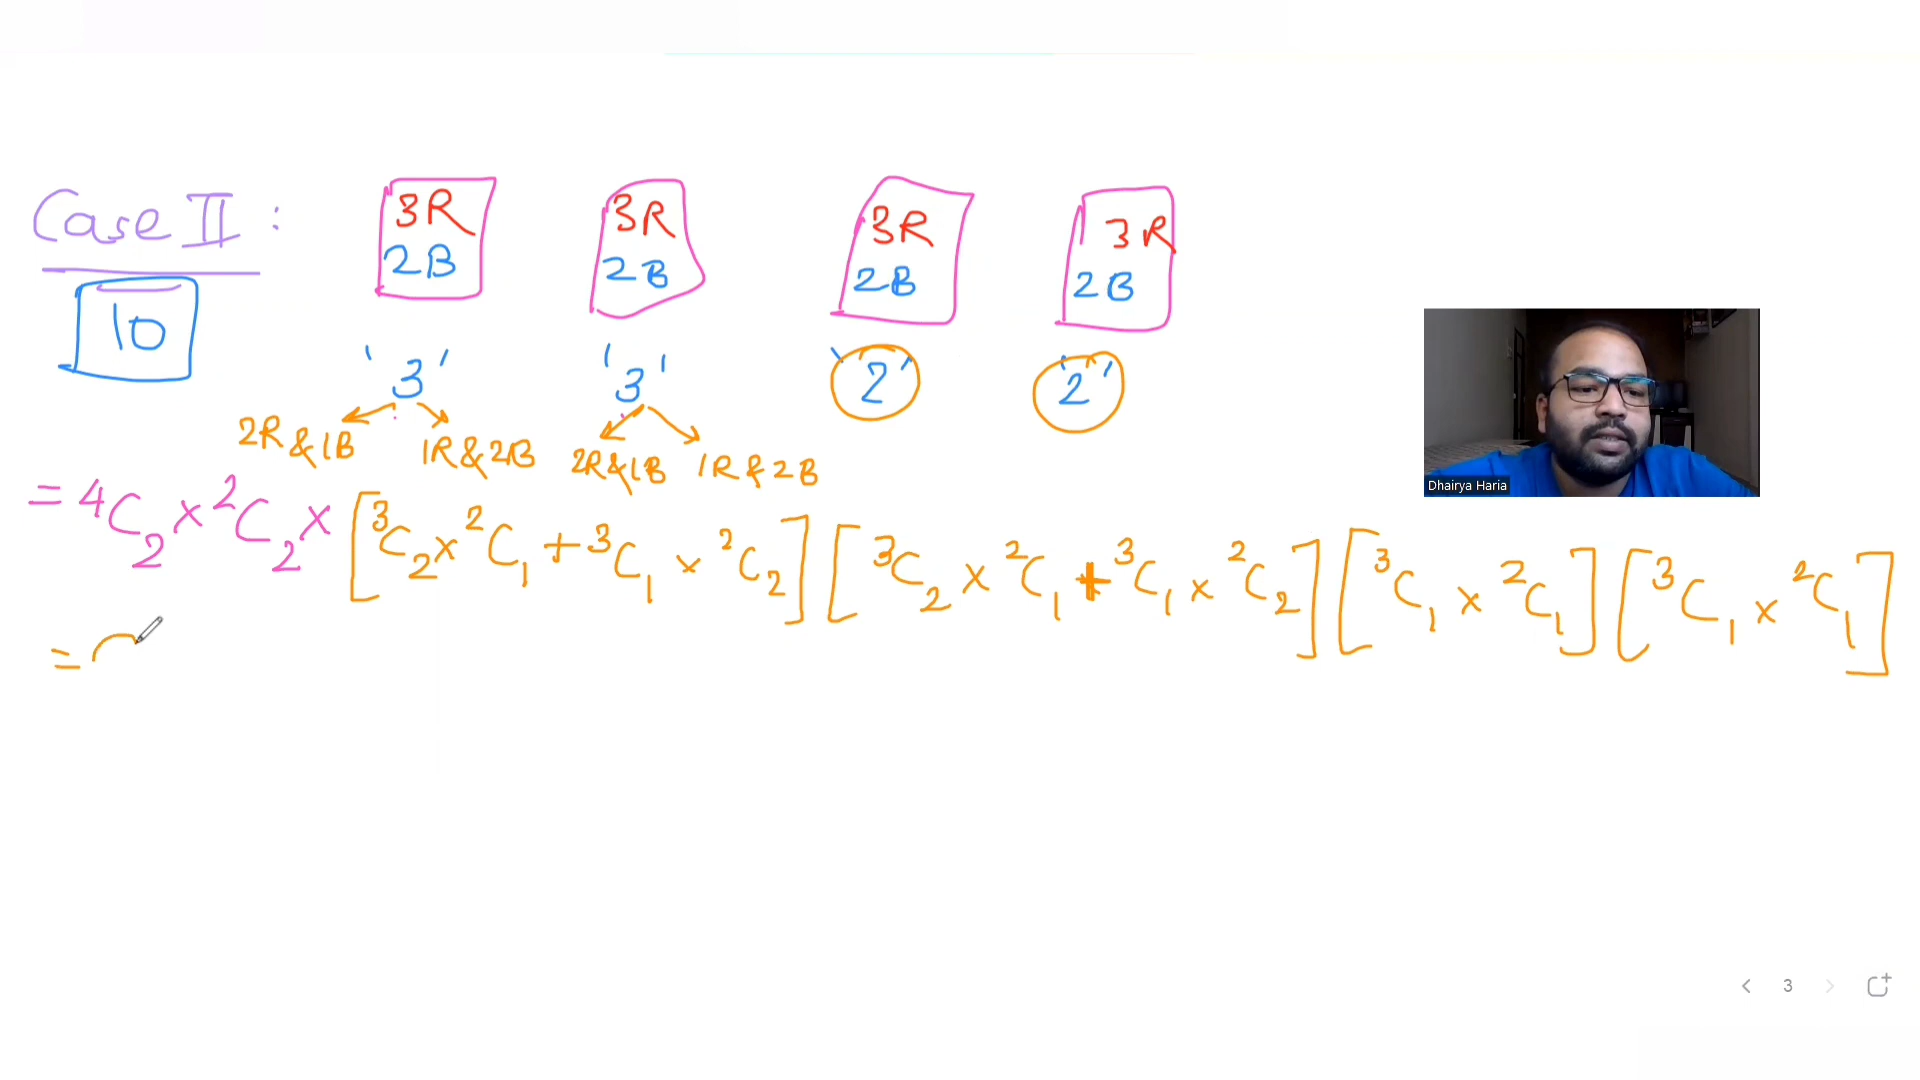 Case II :
3R 3R 3R 3R
2B 2B 2B 2B
10
'3' '3' '2' '2'
2R & 1B 1R & 2B 2R & 1B 1R & 2B
= ⁴C₂ × ²C₂ × [³C₂ × ²C₁ + ³C₁ × ²C₂] [³C₂ × ²C₁ + ³C₁ × ²C₂] [³C₁ × ²C₁] [³C₁ × ²C₁]
=
Dhairya Haria
3